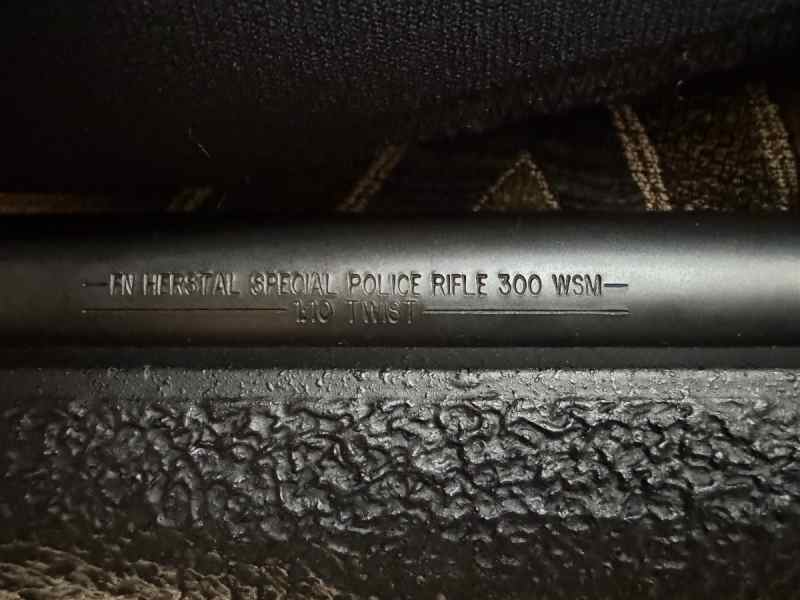 FN HERSTAL SPECIAL POLICE RIFLE 300 WSM
1:10 TWIST